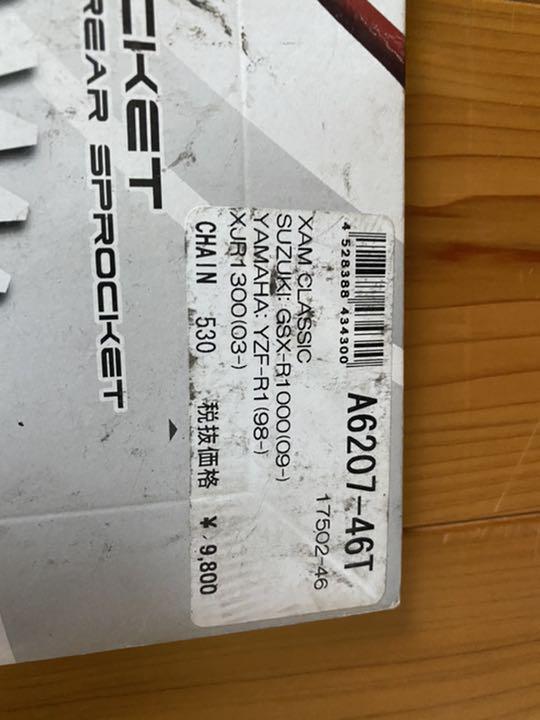 CKET
REAR SPROCKET
4 528388 434300
A6207-46T
17502-46
XAM CLASSIC
SUZUKI: GSX-R1000(09-)
YAMAHA: YZF-R1(98-)
XJR1300(03-)
CHAIN 530 税抜価格 ¥ 9,800